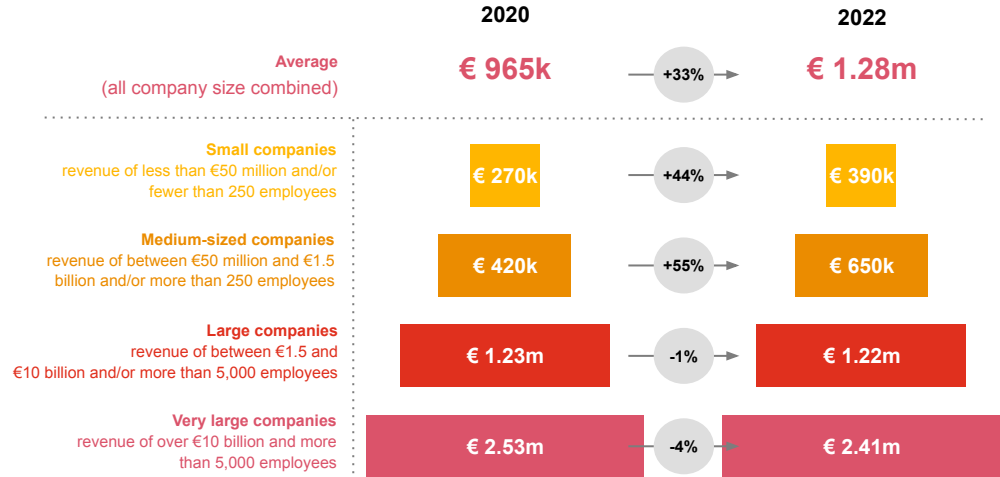 2020
2022
Average
(all company size combined)
€ 965k
+33%
€ 1.28m
Small companies
revenue of less than €50 million and/or
fewer than 250 employees
€ 270k
+44%
€ 390k
Medium-sized companies
revenue of between €50 million and €1.5
billion and/or more than 250 employees
€ 420k
+55%
€ 650k
Large companies
revenue of between €1.5 and
€10 billion and/or more than 5,000 employees
€ 1.23m
-1%
€ 1.22m
Very large companies
revenue of over €10 billion and more
than 5,000 employees
€ 2.53m
-4%
€ 2.41m